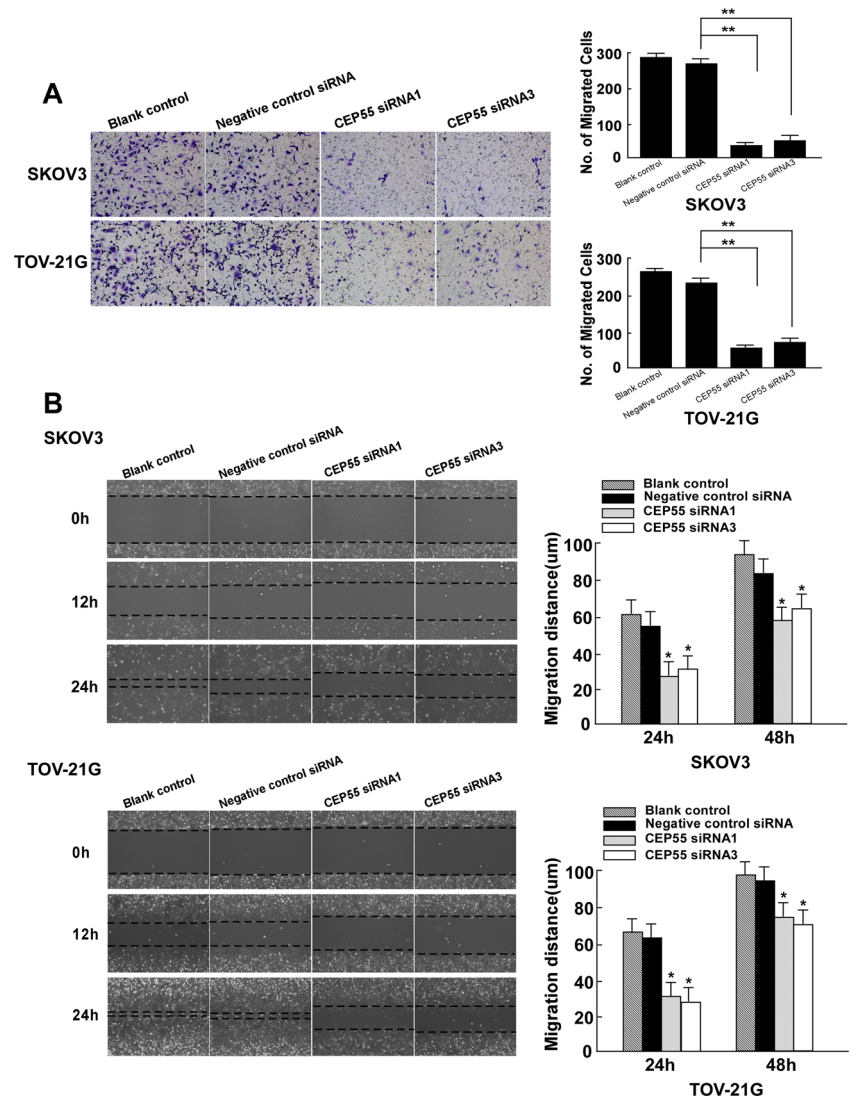 A
Blank control
Negative control siRNA
CEP55 siRNA1
CEP55 siRNA3
SKOV3
TOV-21G
**
**
No. of Migrated Cells
300
200
100
0
Blank control
Negative control siRNA
CEP55 siRNA1
CEP55 siRNA3
SKOV3
**
**
No. of Migrated Cells
300
200
100
0
Blank control
Negative control siRNA
CEP55 siRNA1
CEP55 siRNA3
TOV-21G
B
SKOV3
Blank control
Negative control siRNA
CEP55 siRNA1
CEP55 siRNA3
0h
12h
24h
Blank control
Negative control siRNA
CEP55 siRNA1
CEP55 siRNA3
Migration distance(um)
100
80
60
40
20
0
* *
* *
24h 48h
SKOV3
TOV-21G
Blank control
Negative control siRNA
CEP55 siRNA1
CEP55 siRNA3
0h
12h
24h
Blank control
Negative control siRNA
CEP55 siRNA1
CEP55 siRNA3
Migration distance(um)
100
80
60
40
20
0
* *
* *
24h 48h
TOV-21G